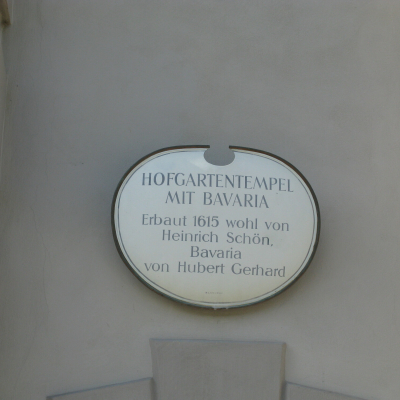 HOFGARTENTEMPEL
MIT BAVARIA
Erbaut 1615 wohl von
Heinrich Schön,
Bavaria
von Hubert Gerhard